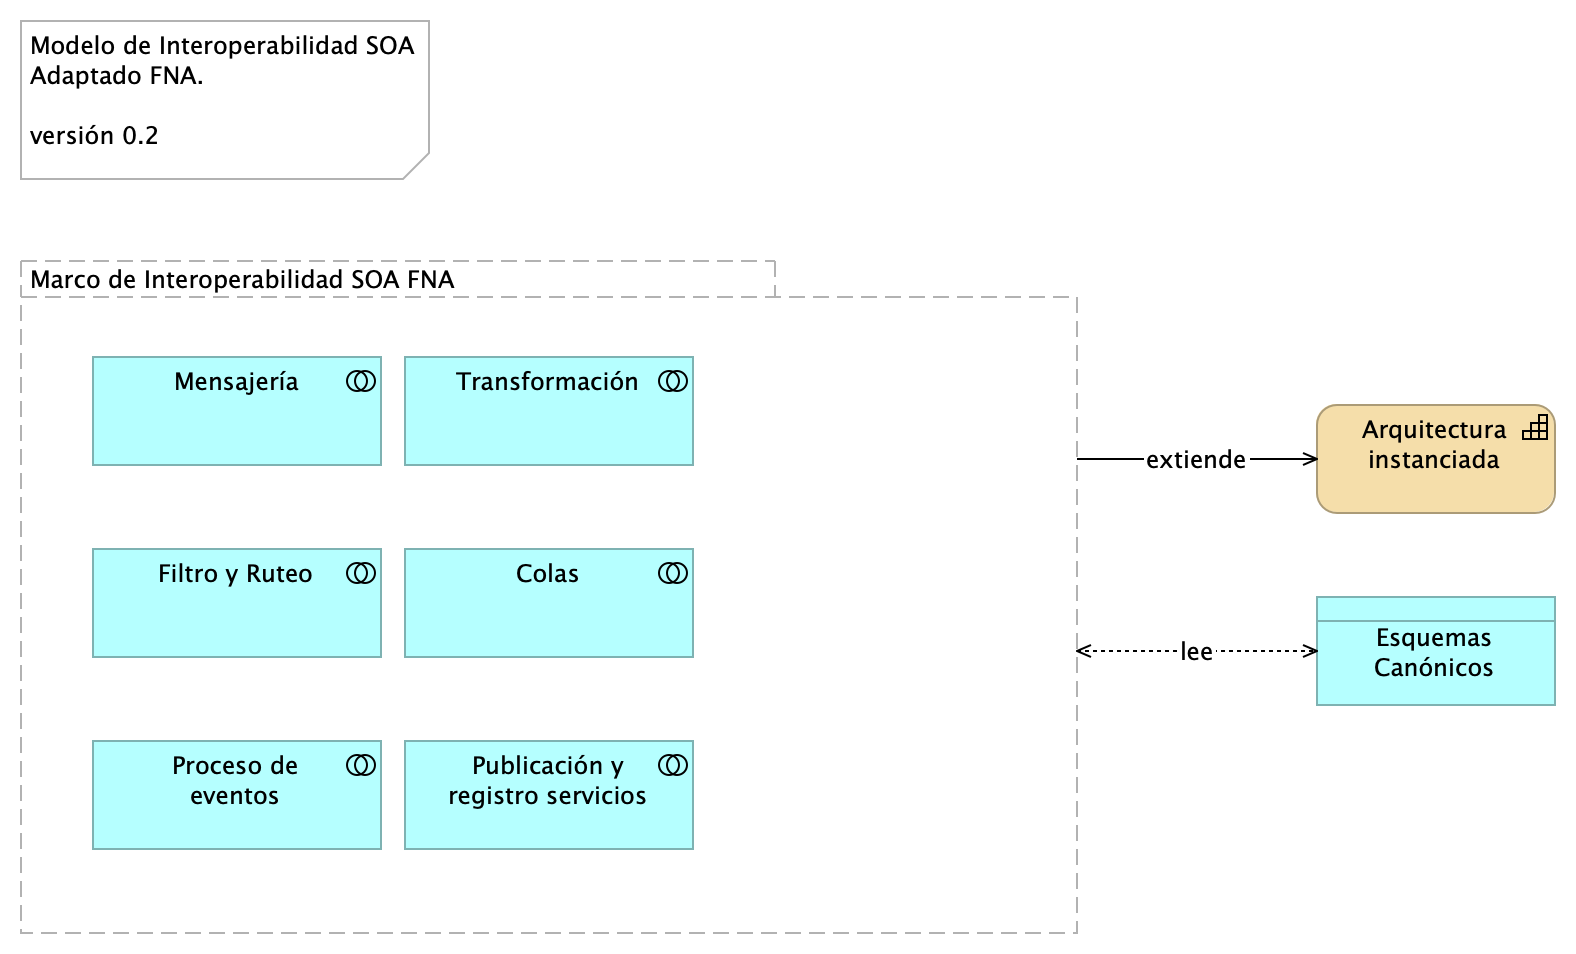 Modelo de Interoperabilidad SOA
Adaptado FNA.
versión 0.2
Marco de Interoperabilidad SOA FNA
Mensajería
Transformación
Filtro y Ruteo
Colas
Proceso de
eventos
Publicación y
registro servicios
extiende
Arquitectura
instanciada
lee
Esquemas
Canónicos